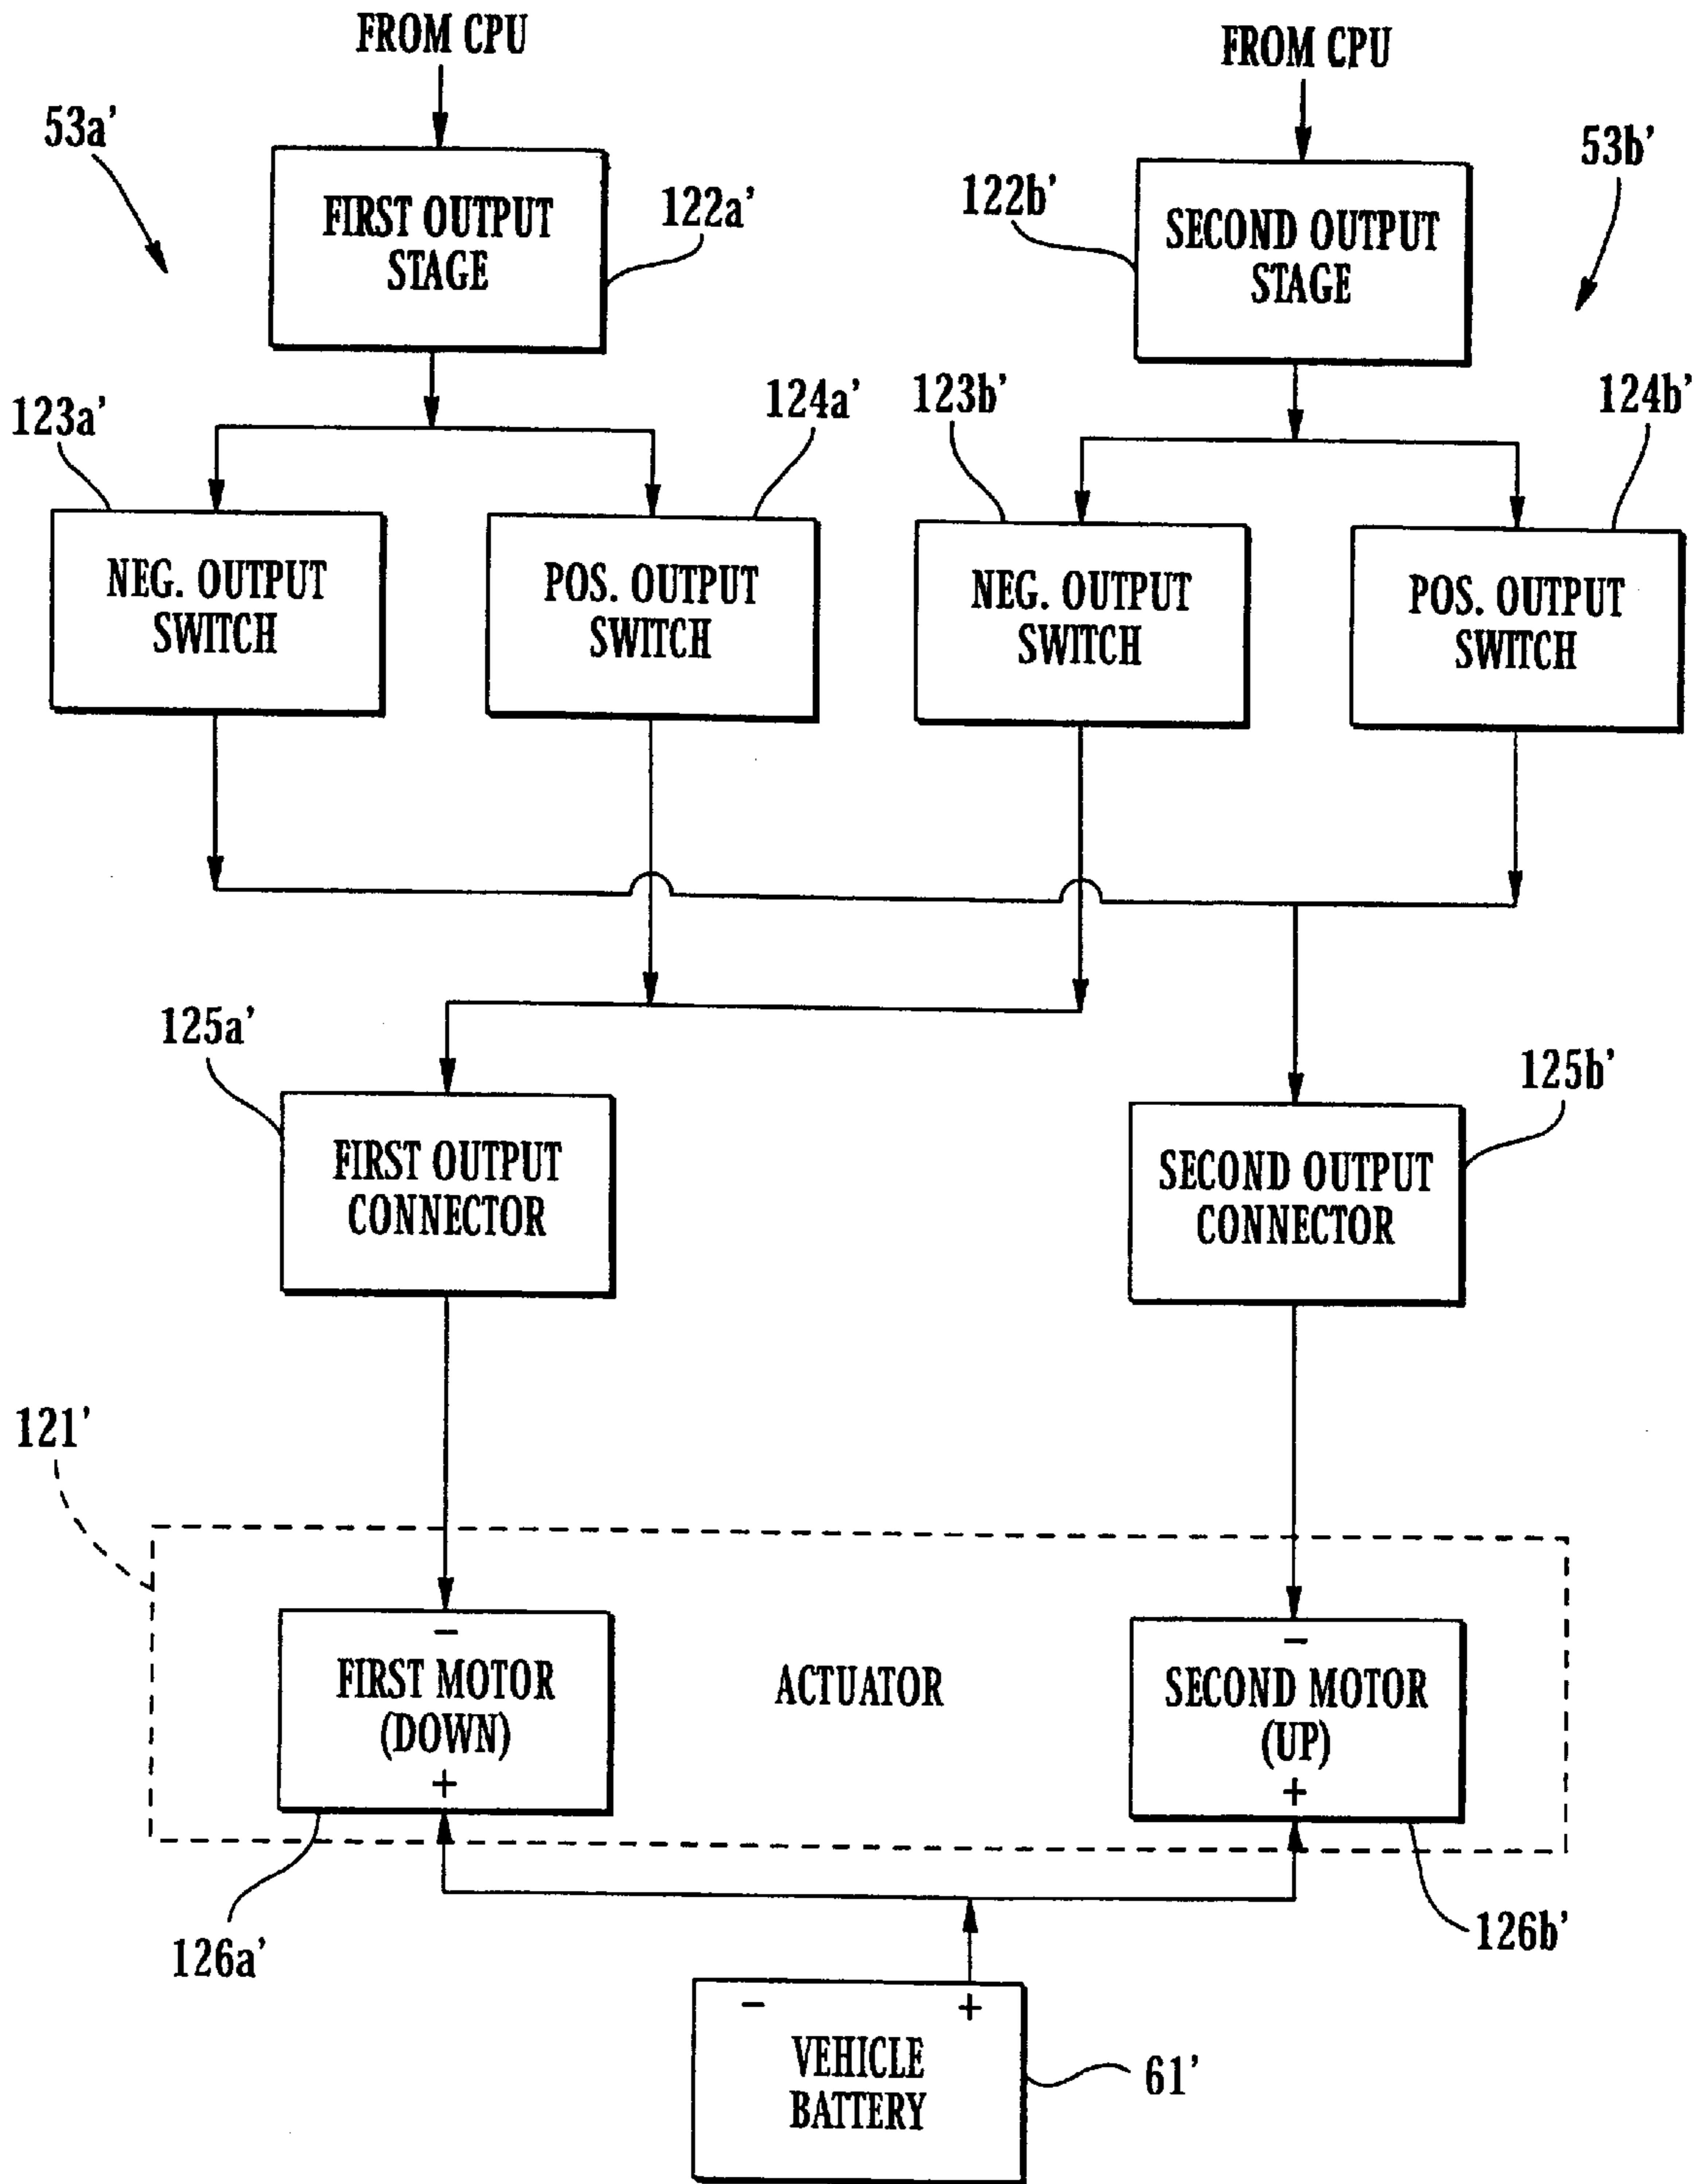 FROM CPU
FROM CPU
53a'
53b'
FIRST OUTPUT
STAGE
122a'
122b'
SECOND OUTPUT
STAGE
123a'
124a'
123b'
124b'
NEG. OUTPUT
SWITCH
POS. OUTPUT
SWITCH
NEG. OUTPUT
SWITCH
POS. OUTPUT
SWITCH
125a'
125b'
FIRST OUTPUT
CONNECTOR
SECOND OUTPUT
CONNECTOR
121'
−
FIRST MOTOR
(DOWN)
+
ACTUATOR
−
SECOND MOTOR
(UP)
+
126a'
126b'
− +
VEHICLE
BATTERY
61'